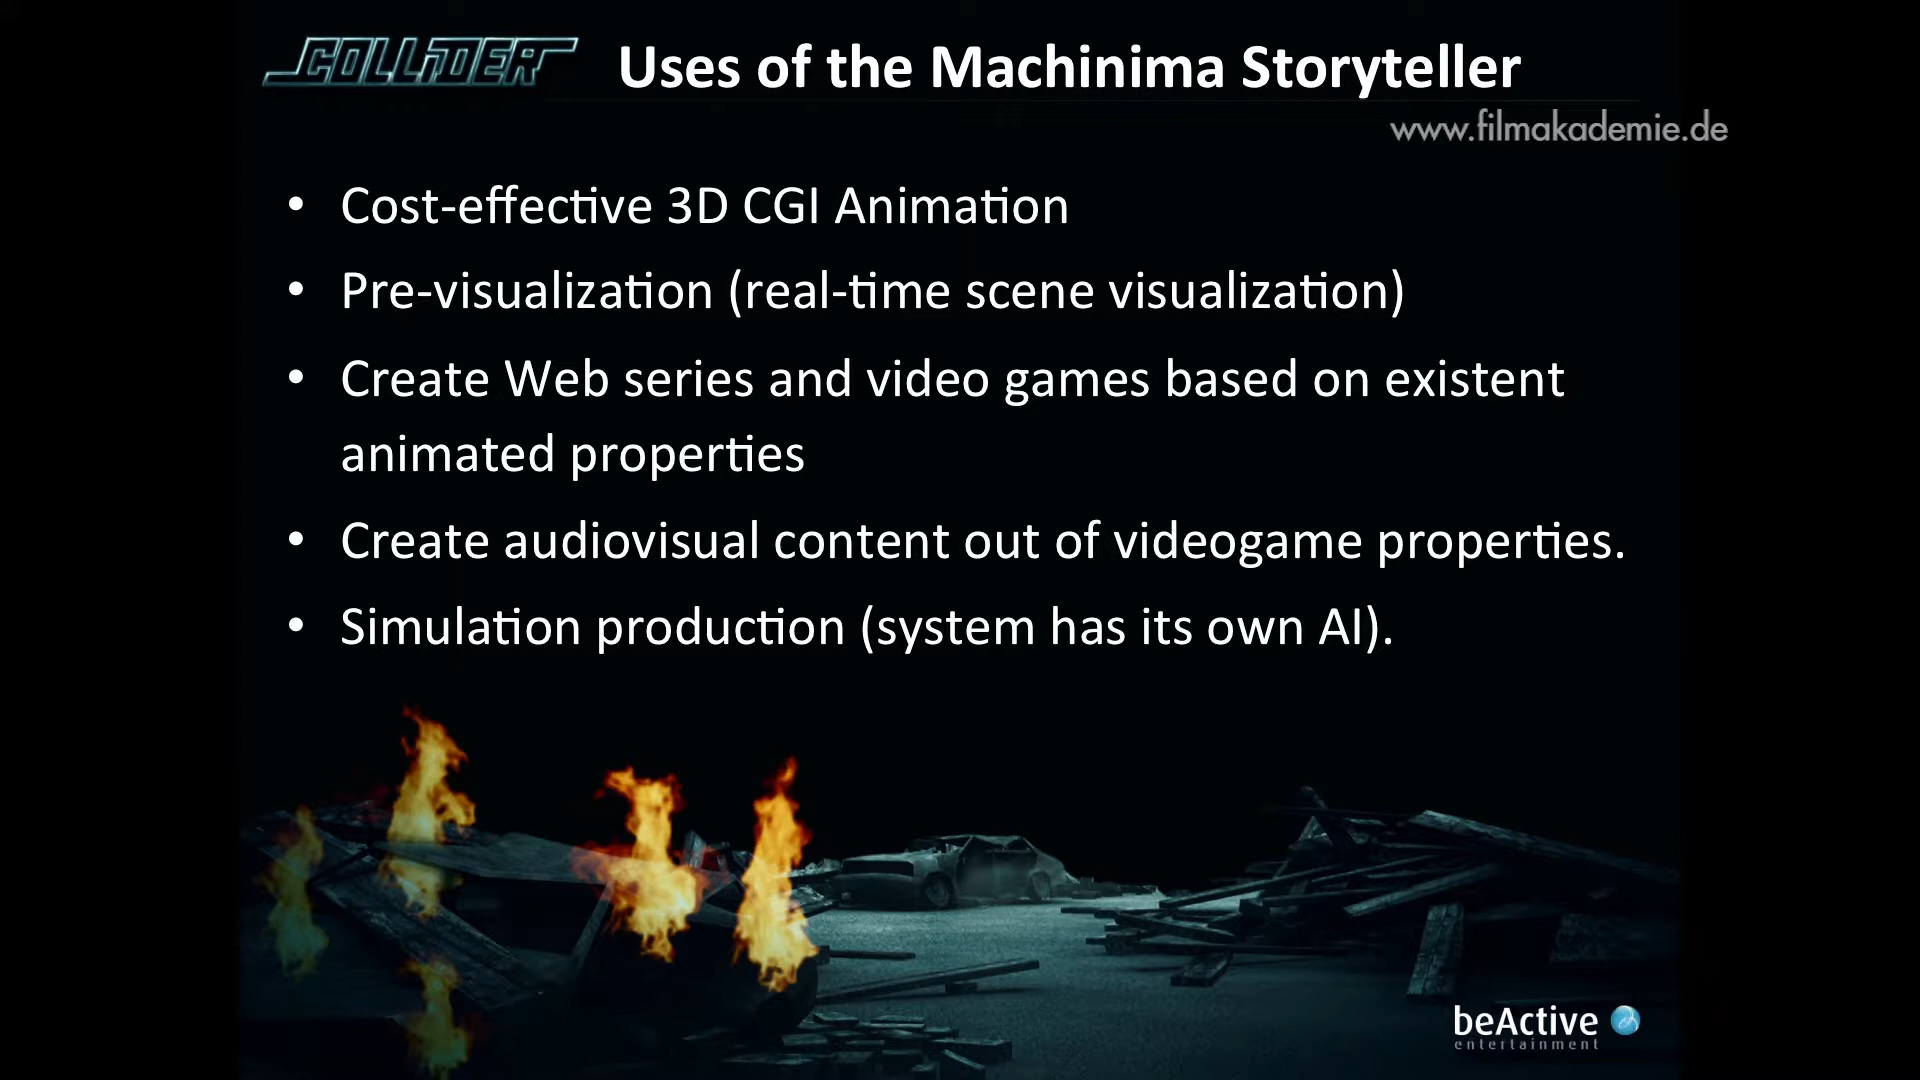 COLLIDER
Uses of the Machinima Storyteller
www.filmakademie.de
• Cost-effective 3D CGI Animation
• Pre-visualization (real-time scene visualization)
• Create Web series and video games based on existent
animated properties
• Create audiovisual content out of videogame properties.
• Simulation production (system has its own AI).
beActive
entertainment